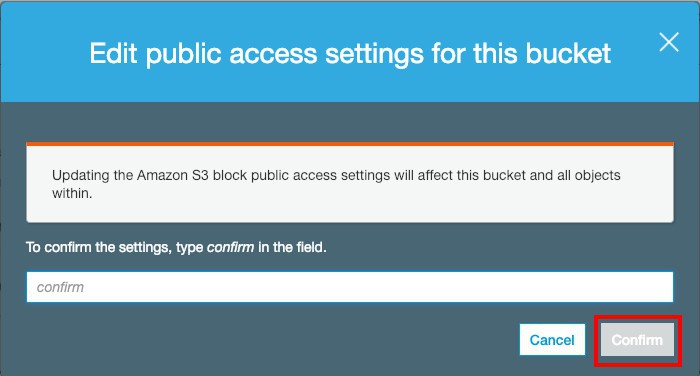 Edit public access settings for this bucket
Updating the Amazon S3 block public access settings will affect this bucket and all objects
within.
To confirm the settings, type confirm in the field.
confirm
Cancel
Confirm